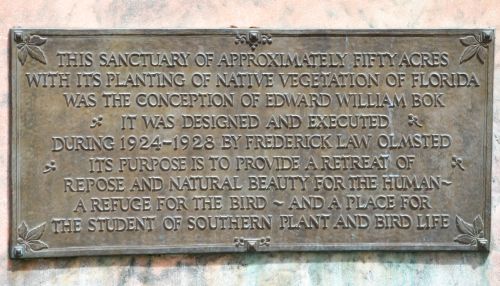 THIS SANCTUARY OF APPROXIMATELY FIFTY ACRES
WITH ITS PLANTING OF NATIVE VEGETATION OF FLORIDA
WAS THE CONCEPTION OF EDWARD WILLIAM BOK
IT WAS DESIGNED AND EXECUTED
DURING 1924-1928 BY FREDERICK LAW OLMSTED
ITS PURPOSE IS TO PROVIDE A RETREAT OF
REPOSE AND NATURAL BEAUTY FOR THE HUMAN~
A REFUGE FOR THE BIRD ~ AND A PLACE FOR
THE STUDENT OF SOUTHERN PLANT AND BIRD LIFE